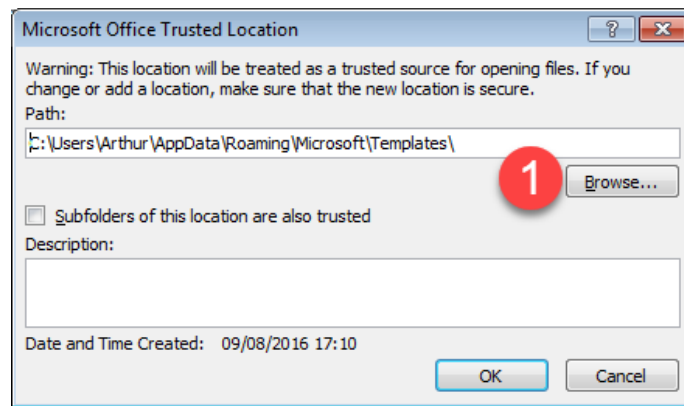 Microsoft Office Trusted Location
Warning: This location will be treated as a trusted source for opening files. If you
change or add a location, make sure that the new location is secure.
Path:
C:\Users\Arthur\AppData\Roaming\Microsoft\Templates\
1
Browse...
Subfolders of this location are also trusted
Description:
Date and Time Created: 09/08/2016 17:10
OK Cancel